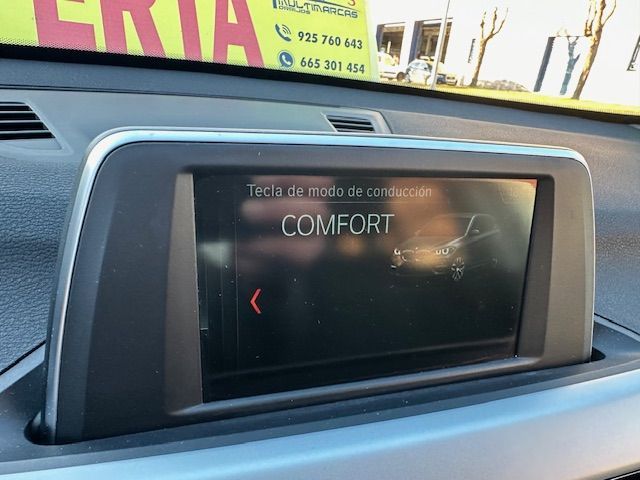 ERTA
MULTIMARCAS
925 760 643
665 301 454
Tecla de modo de conducción
COMFORT